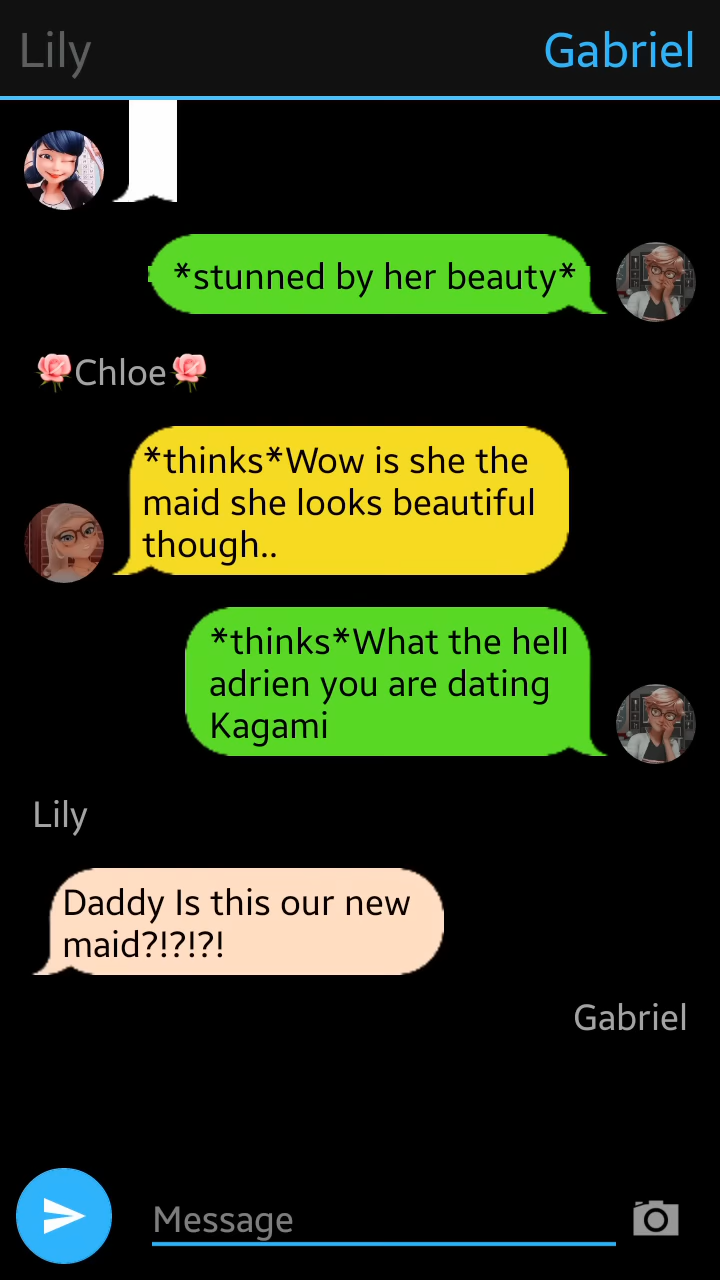 Lily
Gabriel
*stunned by her beauty*
🌹Chloe🌹
*thinks*Wow is she the
maid she looks beautiful
though..
*thinks*What the hell
adrien you are dating
Kagami
Lily
Daddy Is this our new
maid?!?!?!
Gabriel
Message